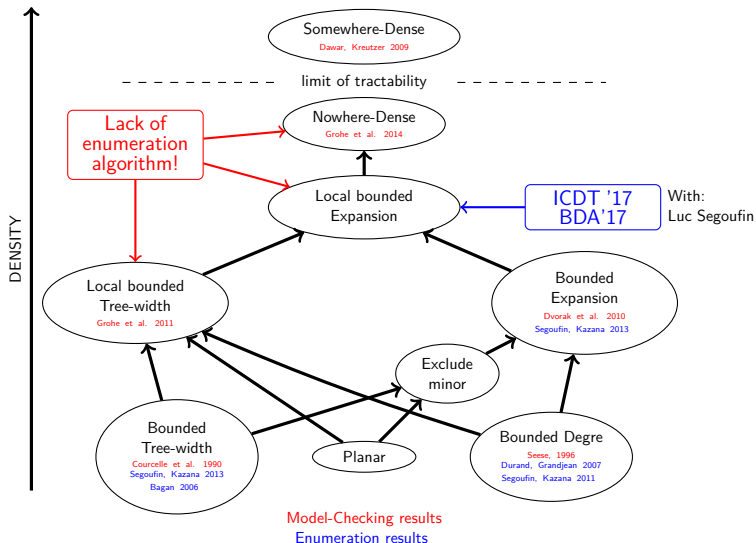 Somewhere-Dense
Dawar, Kreutzer 2009
limit of tractability
Nowhere-Dense
Grohe et al. 2014
Lack of
enumeration
algorithm!
Local bounded
Expansion
ICDT '17
BDA'17
With:
Luc Segoufin
DENSITY
Local bounded
Tree-width
Grohe et al. 2011
Bounded
Expansion
Dvorak et al. 2010
Segoufin, Kazana 2013
Exclude
minor
Bounded
Tree-width
Courcelle et al. 1990
Segoufin, Kazana 2013
Bagan 2006
Planar
Bounded Degre
Seese, 1996
Durand, Grandjean 2007
Segoufin, Kazana 2011
Model-Checking results
Enumeration results